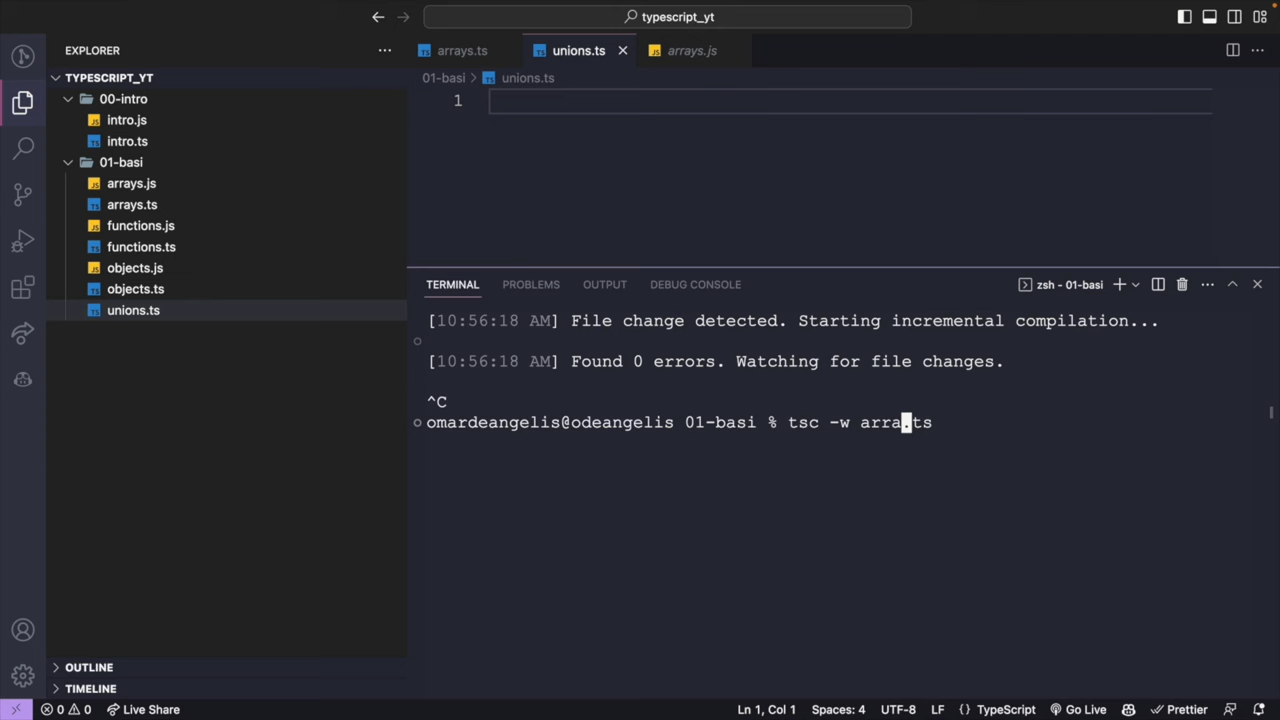 typescript_yt
EXPLORER
arrays.ts
unions.ts
arrays.js
TYPESCRIPT_YT
01-basi
unions.ts
00-intro
1
intro.js
intro.ts
01-basi
arrays.js
arrays.ts
functions.js
functions.ts
objects.js
objects.ts
unions.ts
TERMINAL PROBLEMS OUTPUT DEBUG CONSOLE
zsh - 01-basi
[10:56:18 AM] File change detected. Starting incremental compilation...
[10:56:18 AM] Found 0 errors. Watching for file changes.
^C
omardeangelis@odeangelis 01-basi % tsc -w arra.ts
OUTLINE
TIMELINE
0 0 Live Share
Ln 1, Col 1 Spaces: 4 UTF-8 LF {} TypeScript Go Live Prettier